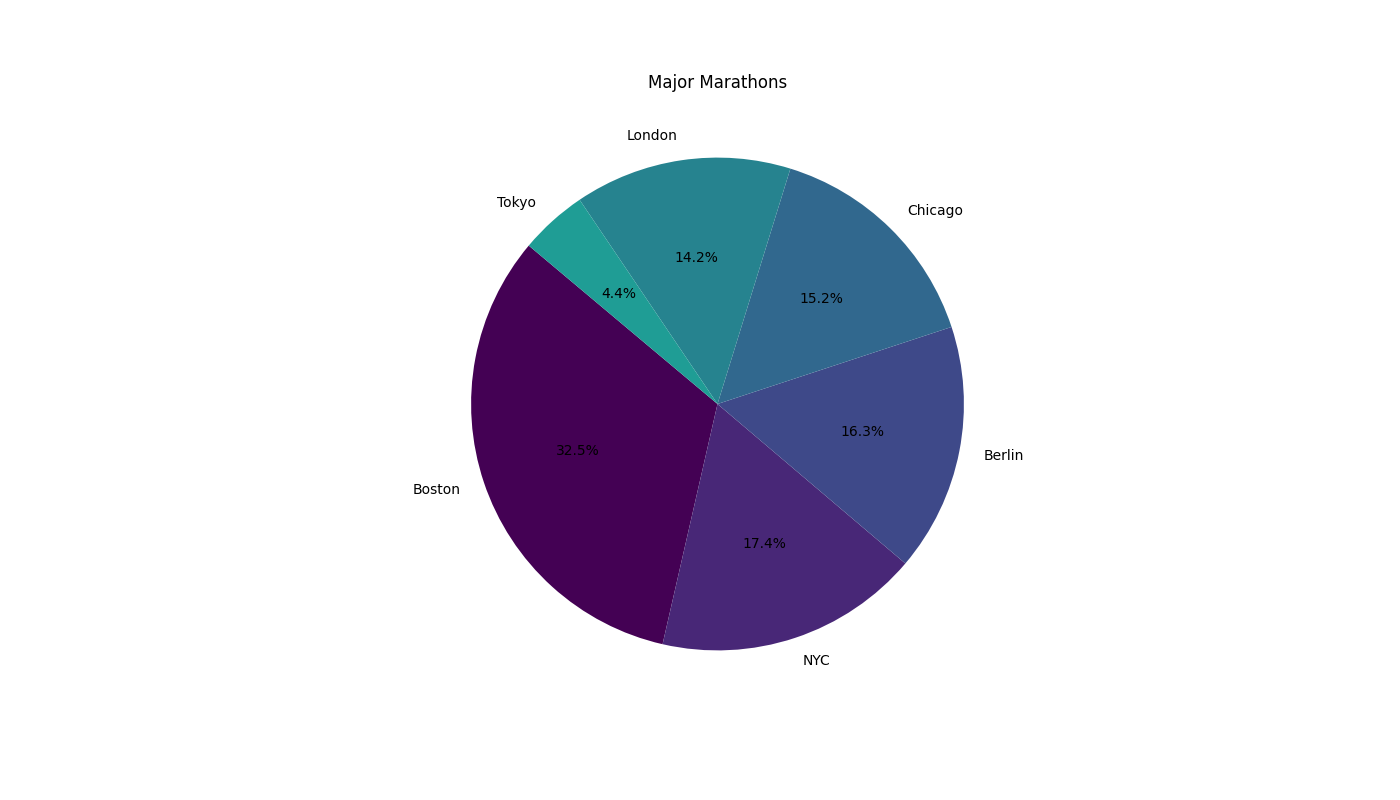 Major Marathons
London
Tokyo
Chicago
14.2%
4.4%
15.2%
16.3%
32.5%
Berlin
Boston
17.4%
NYC